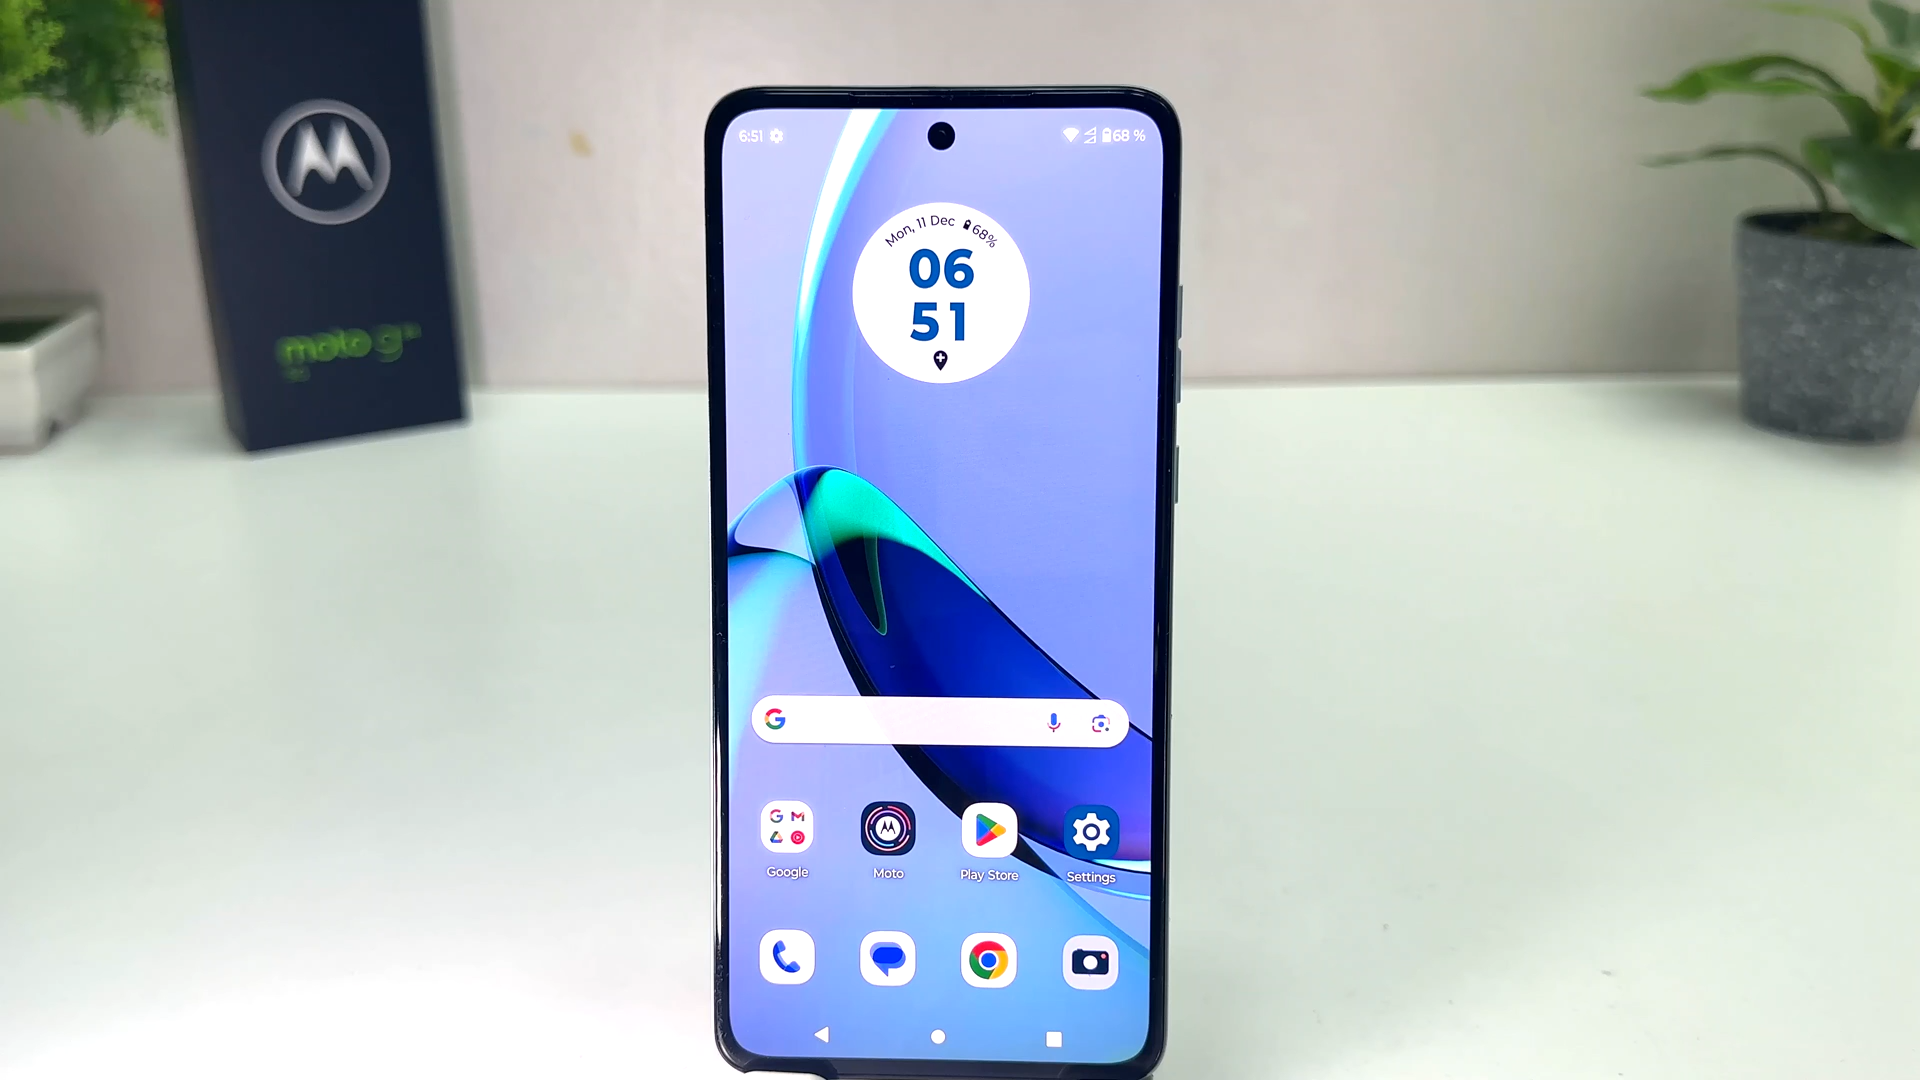 moto g
6:51
68 %
Mon, 11 Dec 68%
06
51
Google
Moto
Play Store
Settings